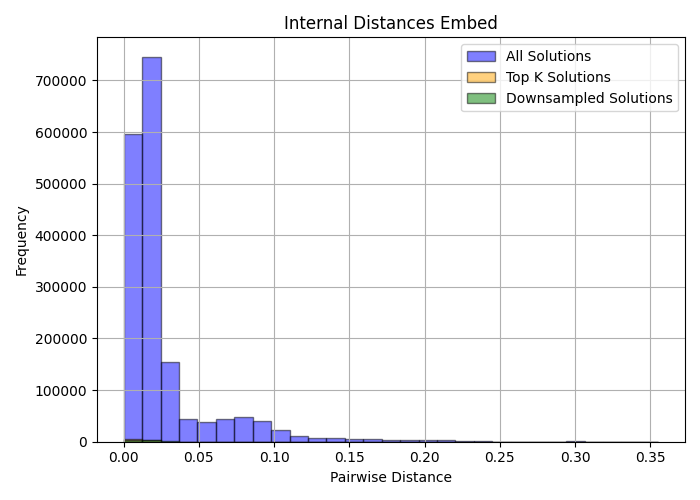 Internal Distances Embed
All Solutions
Top K Solutions
Downsampled Solutions
Frequency
700000
600000
500000
400000
300000
200000
100000
0
0.00 0.05 0.10 0.15 0.20 0.25 0.30 0.35
Pairwise Distance